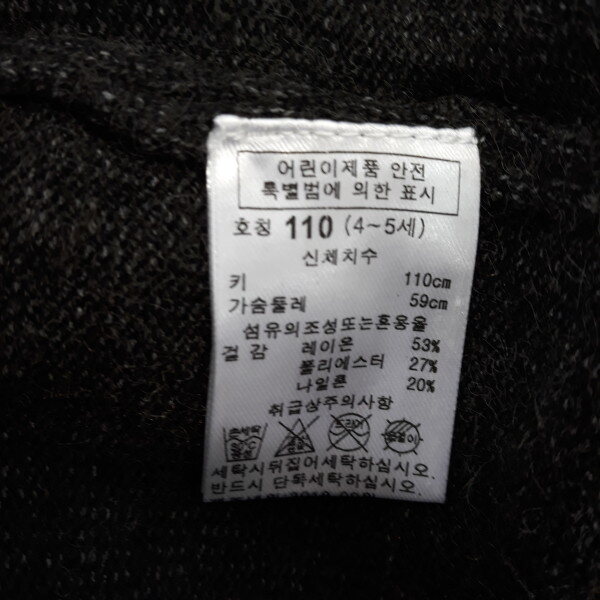 어린이제품 안전
특별법에 의한 표시
호칭 110 (4~5세)
신체치수
키 110cm
가슴둘레 59cm
섬유의조성또는혼용율
겉감 레이온 53%
폴리에스터 27%
나일론 20%
취급상주의사항
세탁시뒤집어세탁하십시오.
반드시 단독세탁하십시오.